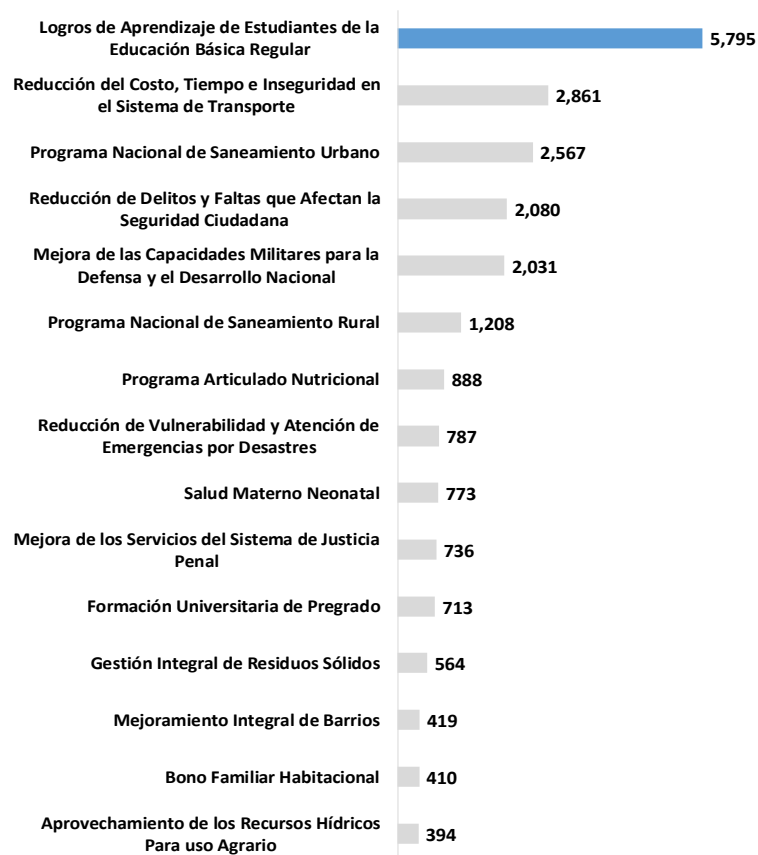 Logros de Aprendizaje de Estudiantes de la
Educación Básica Regular
5,795
Reducción del Costo, Tiempo e Inseguridad en
el Sistema de Transporte
2,861
Programa Nacional de Saneamiento Urbano
2,567
Reducción de Delitos y Faltas que Afectan la
Seguridad Ciudadana
2,080
Mejora de las Capacidades Militares para la
Defensa y el Desarrollo Nacional
2,031
Programa Nacional de Saneamiento Rural
1,208
Programa Articulado Nutricional
888
Reducción de Vulnerabilidad y Atención de
Emergencias por Desastres
787
Salud Materno Neonatal
773
Mejora de los Servicios del Sistema de Justicia
Penal
736
Formación Universitaria de Pregrado
713
Gestión Integral de Residuos Sólidos
564
Mejoramiento Integral de Barrios
419
Bono Familiar Habitacional
410
Aprovechamiento de los Recursos Hídricos
Para uso Agrario
394